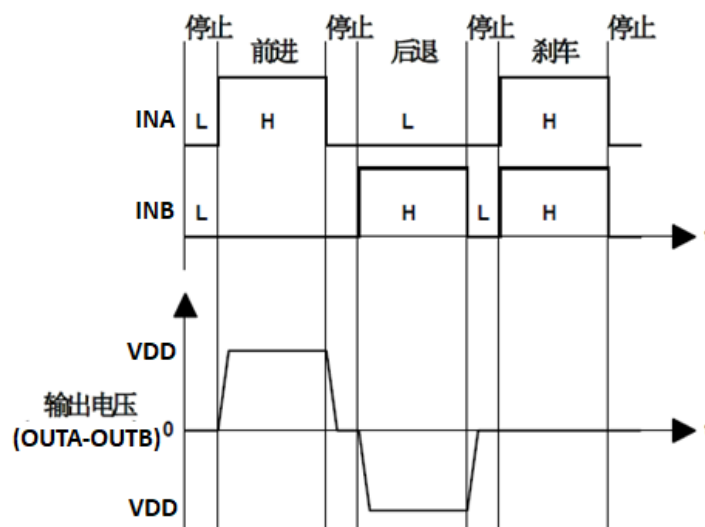 停止 停止 停止 停止
前进 后退 刹车
INA L H L H
INB L H L H
VDD
输出电压
(OUTA-OUTB) 0
VDD